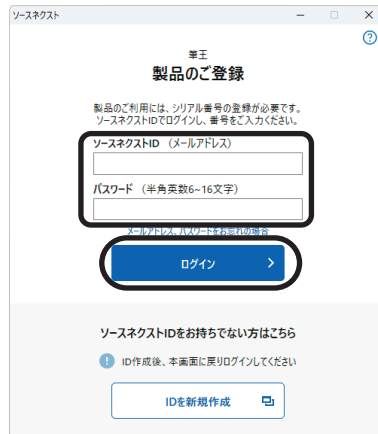 ソースネクスト
筆王
製品のご登録
製品のご利用には、シリアル番号の登録が必要です。
ソースネクストIDでログインし、番号をご入力ください。
ソースネクストID （メールアドレス）
パスワード （半角英数6~16文字）
メールアドレス、パスワードをお忘れの場合
ログイン
ソースネクストIDをお持ちでない方はこちら
ID作成後、本画面に戻りログインしてください
IDを新規作成